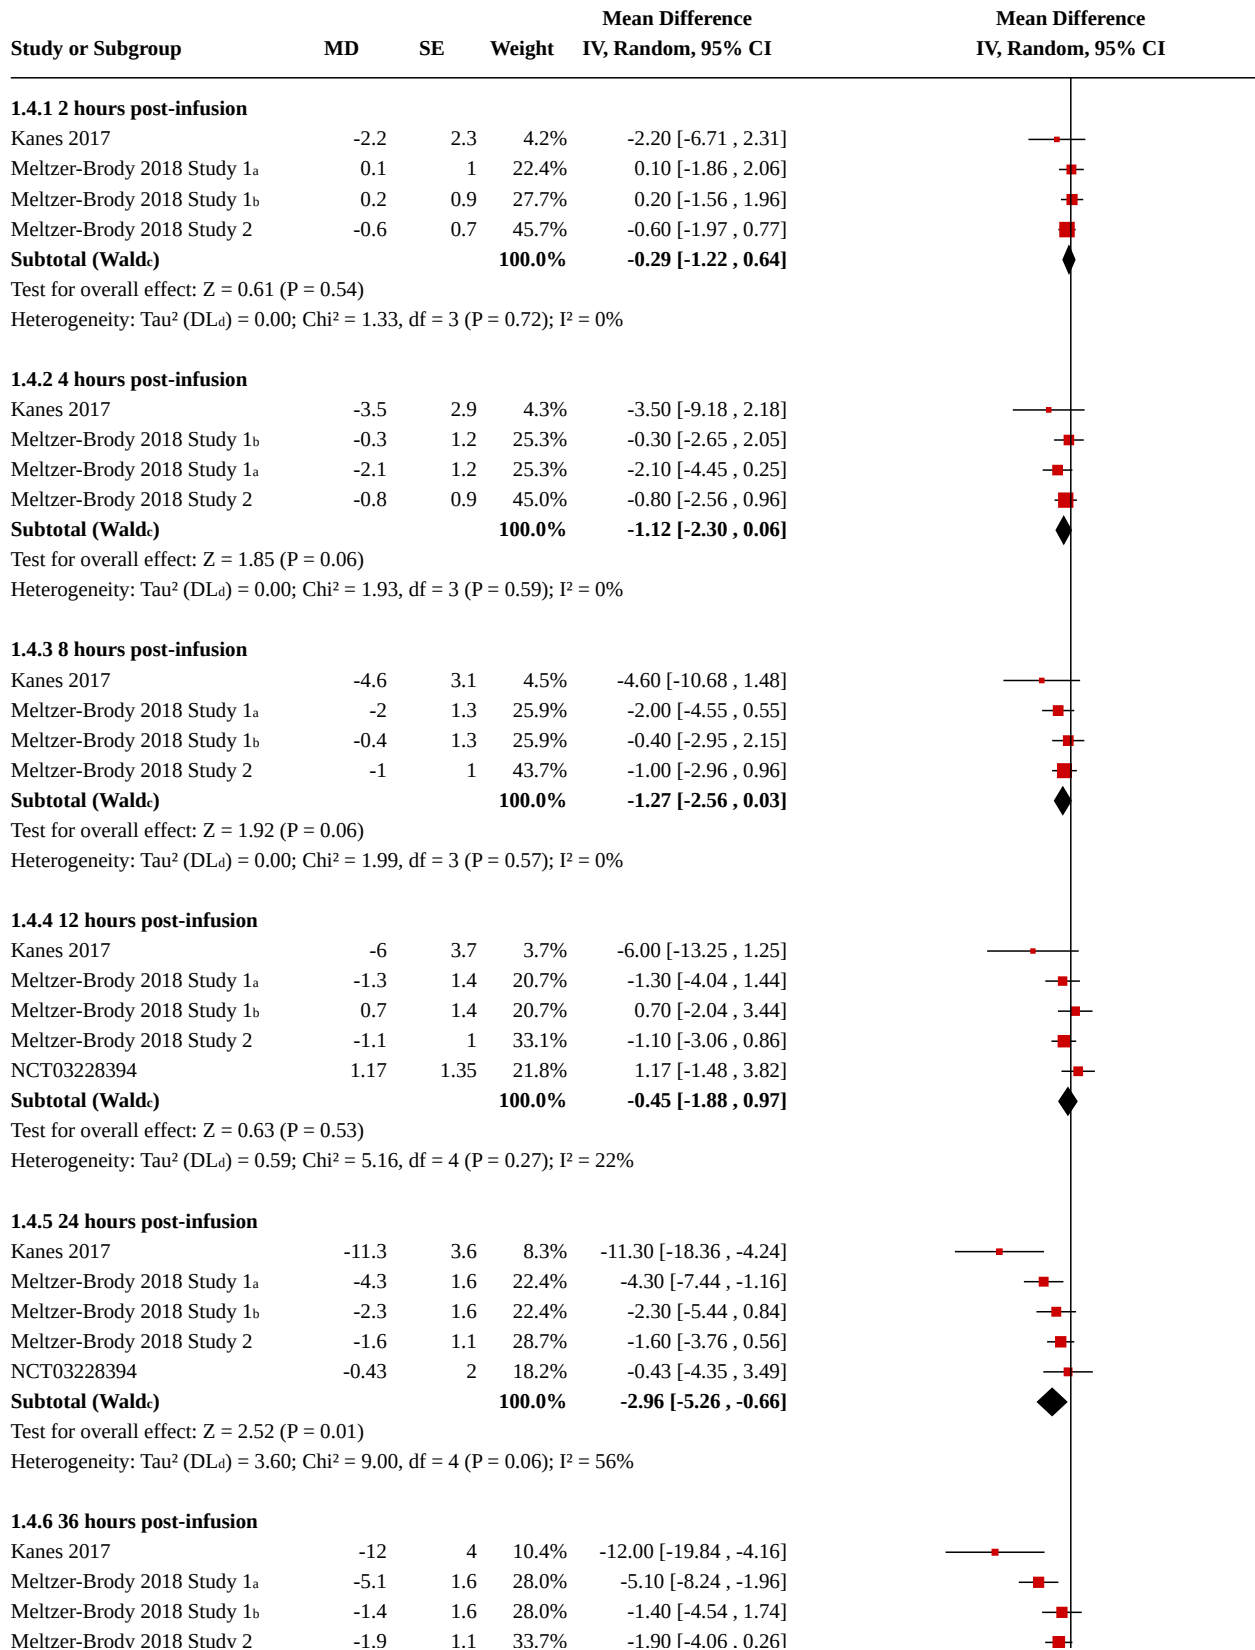 Mean Difference Mean Difference
Study or Subgroup MD SE Weight IV, Random, 95% CI IV, Random, 95% CI
1.4.1 2 hours post-infusion
Kanes 2017 -2.2 2.3 4.2% -2.20 [-6.71 , 2.31]
Meltzer-Brody 2018 Study 1a 0.1 1 22.4% 0.10 [-1.86 , 2.06]
Meltzer-Brody 2018 Study 1b 0.2 0.9 27.7% 0.20 [-1.56 , 1.96]
Meltzer-Brody 2018 Study 2 -0.6 0.7 45.7% -0.60 [-1.97 , 0.77]
Subtotal (Waldc) 100.0% -0.29 [-1.22 , 0.64]
Test for overall effect: Z = 0.61 (P = 0.54)
Heterogeneity: Tau² (DLd) = 0.00; Chi² = 1.33, df = 3 (P = 0.72); I² = 0%
1.4.2 4 hours post-infusion
Kanes 2017 -3.5 2.9 4.3% -3.50 [-9.18 , 2.18]
Meltzer-Brody 2018 Study 1b -0.3 1.2 25.3% -0.30 [-2.65 , 2.05]
Meltzer-Brody 2018 Study 1a -2.1 1.2 25.3% -2.10 [-4.45 , 0.25]
Meltzer-Brody 2018 Study 2 -0.8 0.9 45.0% -0.80 [-2.56 , 0.96]
Subtotal (Waldc) 100.0% -1.12 [-2.30 , 0.06]
Test for overall effect: Z = 1.85 (P = 0.06)
Heterogeneity: Tau² (DLd) = 0.00; Chi² = 1.93, df = 3 (P = 0.59); I² = 0%
1.4.3 8 hours post-infusion
Kanes 2017 -4.6 3.1 4.5% -4.60 [-10.68 , 1.48]
Meltzer-Brody 2018 Study 1a -2 1.3 25.9% -2.00 [-4.55 , 0.55]
Meltzer-Brody 2018 Study 1b -0.4 1.3 25.9% -0.40 [-2.95 , 2.15]
Meltzer-Brody 2018 Study 2 -1 1 43.7% -1.00 [-2.96 , 0.96]
Subtotal (Waldc) 100.0% -1.27 [-2.56 , 0.03]
Test for overall effect: Z = 1.92 (P = 0.06)
Heterogeneity: Tau² (DLd) = 0.00; Chi² = 1.99, df = 3 (P = 0.57); I² = 0%
1.4.4 12 hours post-infusion
Kanes 2017 -6 3.7 3.7% -6.00 [-13.25 , 1.25]
Meltzer-Brody 2018 Study 1a -1.3 1.4 20.7% -1.30 [-4.04 , 1.44]
Meltzer-Brody 2018 Study 1b 0.7 1.4 20.7% 0.70 [-2.04 , 3.44]
Meltzer-Brody 2018 Study 2 -1.1 1 33.1% -1.10 [-3.06 , 0.86]
NCT03228394 1.17 1.35 21.8% 1.17 [-1.48 , 3.82]
Subtotal (Waldc) 100.0% -0.45 [-1.88 , 0.97]
Test for overall effect: Z = 0.63 (P = 0.53)
Heterogeneity: Tau² (DLd) = 0.59; Chi² = 5.16, df = 4 (P = 0.27); I² = 22%
1.4.5 24 hours post-infusion
Kanes 2017 -11.3 3.6 8.3% -11.30 [-18.36 , -4.24]
Meltzer-Brody 2018 Study 1a -4.3 1.6 22.4% -4.30 [-7.44 , -1.16]
Meltzer-Brody 2018 Study 1b -2.3 1.6 22.4% -2.30 [-5.44 , 0.84]
Meltzer-Brody 2018 Study 2 -1.6 1.1 28.7% -1.60 [-3.76 , 0.56]
NCT03228394 -0.43 2 18.2% -0.43 [-4.35 , 3.49]
Subtotal (Waldc) 100.0% -2.96 [-5.26 , -0.66]
Test for overall effect: Z = 2.52 (P = 0.01)
Heterogeneity: Tau² (DLd) = 3.60; Chi² = 9.00, df = 4 (P = 0.06); I² = 56%
1.4.6 36 hours post-infusion
Kanes 2017 -12 4 10.4% -12.00 [-19.84 , -4.16]
Meltzer-Brody 2018 Study 1a -5.1 1.6 28.0% -5.10 [-8.24 , -1.96]
Meltzer-Brody 2018 Study 1b -1.4 1.6 28.0% -1.40 [-4.54 , 1.74]
Meltzer-Brody 2018 Study 2 -1.9 1.1 33.7% -1.90 [-4.06 , 0.26]